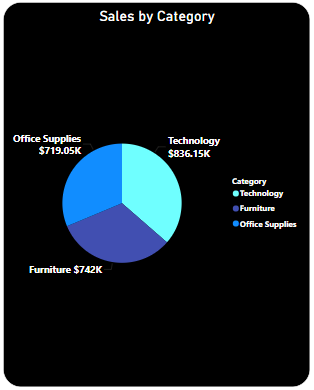 Sales by Category
Office Supplies
$719.05K
Technology
$836.15K
Furniture $742K
Category
Technology
Furniture
Office Supplies